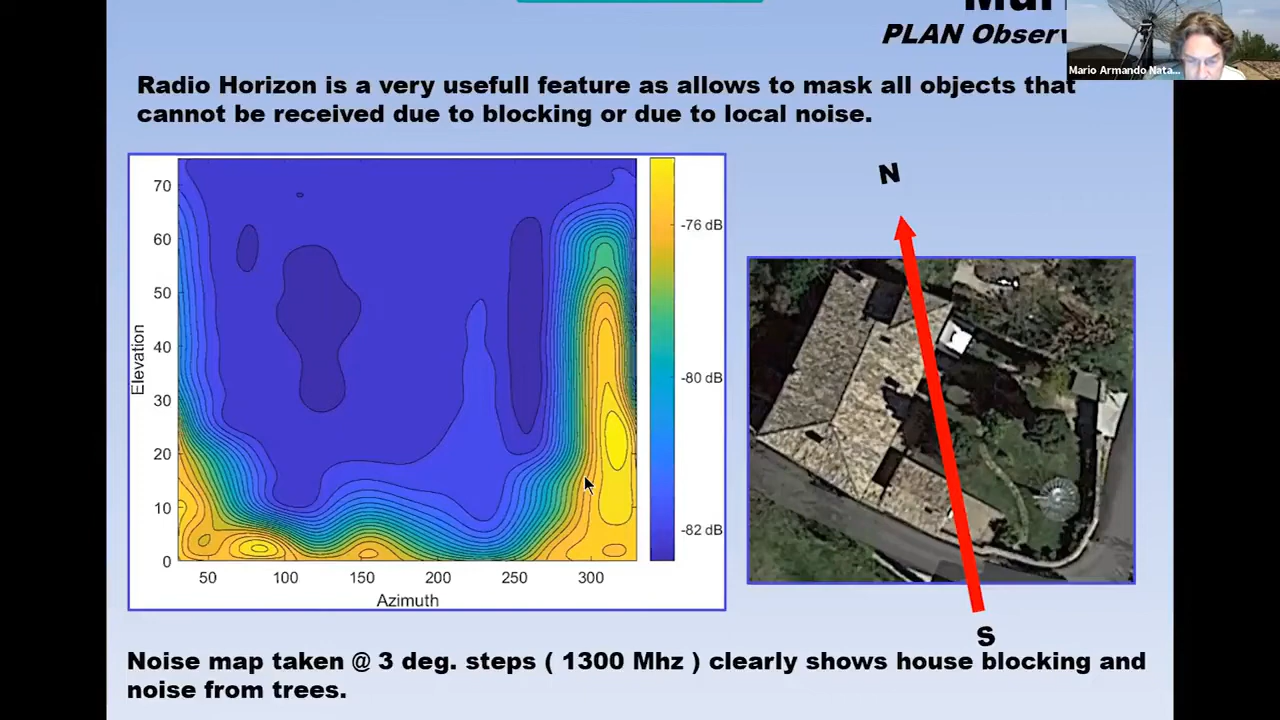 PLAN Observ
Mario Armando Nata...
Radio Horizon is a very usefull feature as allows to mask all objects that
cannot be received due to blocking or due to local noise.
70
60
50
40
30
20
10
0
Elevation
50
100
150
200
250
300
Azimuth
-76 dB
-80 dB
-82 dB
N
S
Noise map taken @ 3 deg. steps ( 1300 Mhz ) clearly shows house blocking and
noise from trees.